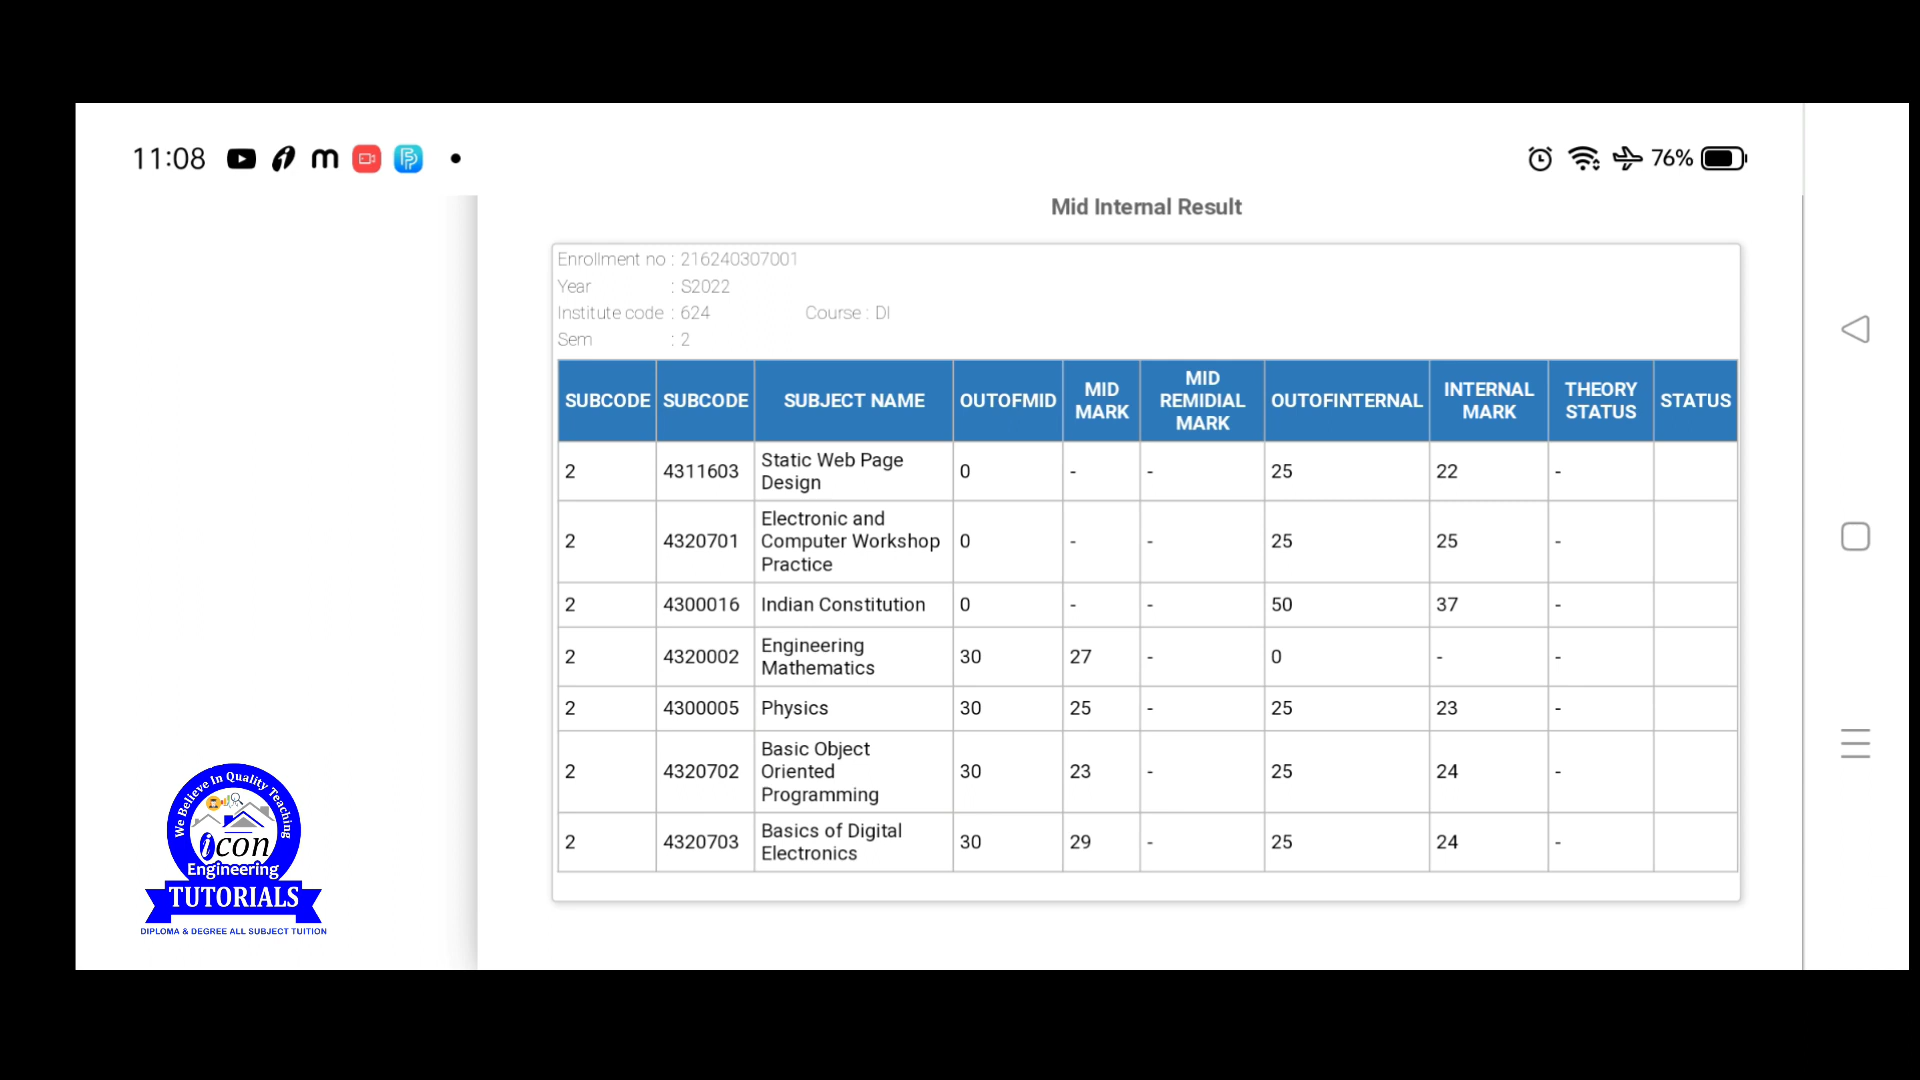 11:08
76%
Mid Internal Result
Enrollment no : 216240307001
Year : S2022
Institute code : 624 Course : DI
Sem : 2
SUBCODE SUBCODE SUBJECT NAME OUTOFMID MID MARK MID REMIDIAL MARK OUTOFINTERNAL INTERNAL MARK THEORY STATUS STATUS
2 4311603 Static Web Page Design 0 - - 25 22 -
2 4320701 Electronic and Computer Workshop Practice 0 - - 25 25 -
2 4300016 Indian Constitution 0 - - 50 37 -
2 4320002 Engineering Mathematics 30 27 - 0 - -
2 4300005 Physics 30 25 - 25 23 -
2 4320702 Basic Object Oriented Programming 30 23 - 25 24 -
2 4320703 Basics of Digital Electronics 30 29 - 25 24 -
We Believe In Quality Teaching
icon
Engineering
TUTORIALS
DIPLOMA & DEGREE ALL SUBJECT TUITION